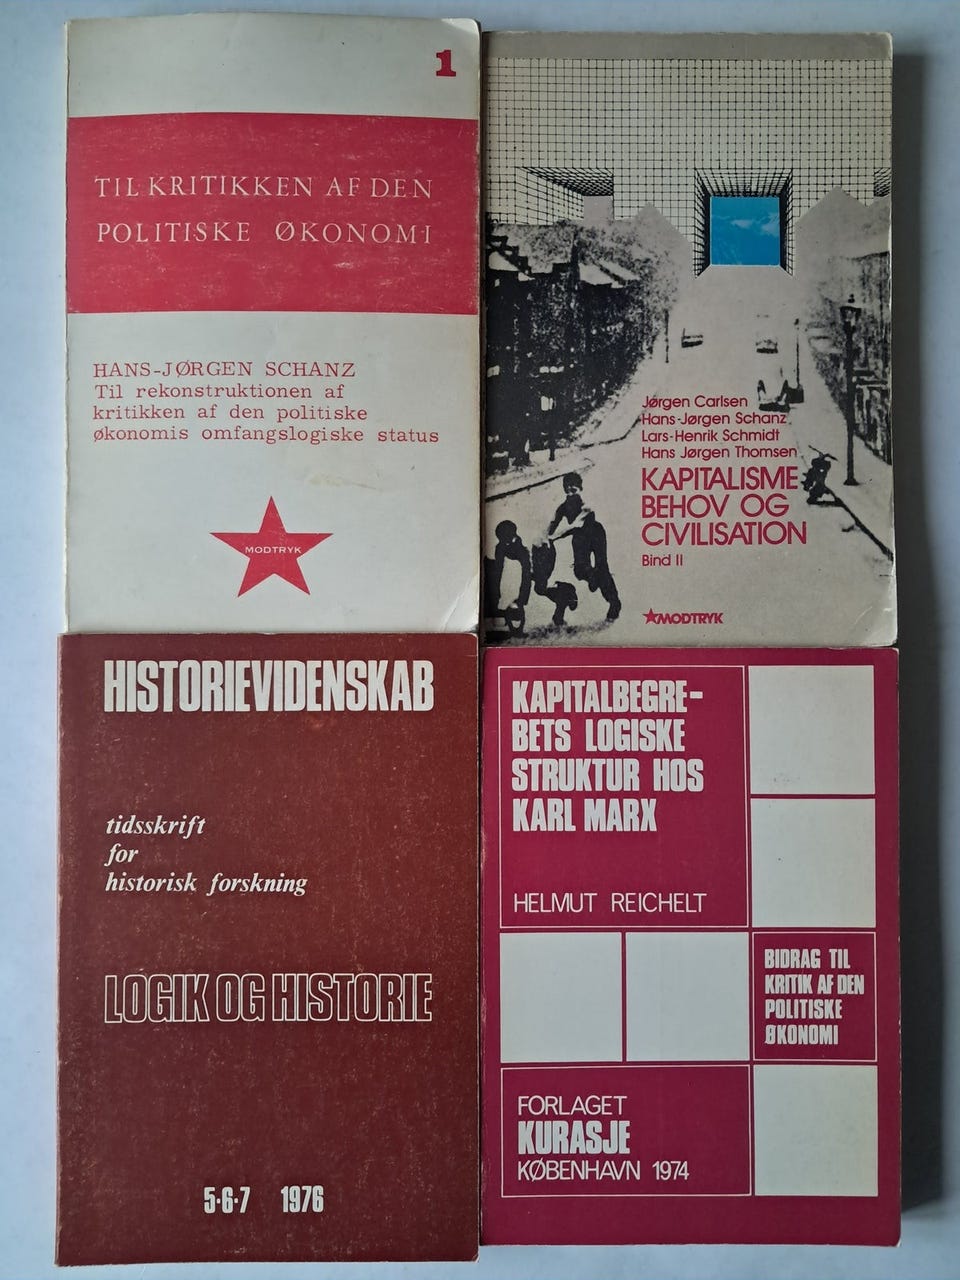 1
TIL KRITIKKEN AF DEN
POLITISKE ØKONOMI
HANS-JØRGEN SCHANZ
Til rekonstruktionen af
kritikken af den politiske
økonomis omfangslogiske status
MODTRYK
Jørgen Carlsen
Hans-Jørgen Schanz
Lars-Henrik Schmidt
Hans Jørgen Thomsen
KAPITALISME
BEHOV OG
CIVILISATION
Bind II
MODTRYK
HISTORIEVIDENSKAB
tidsskrift
for
historisk forskning
LOGIK OG HISTORIE
5·6·7 1976
KAPITALBEGRE-
BETS LOGISKE
STRUKTUR HOS
KARL MARX
HELMUT REICHELT
BIDRAG TIL
KRITIK AF DEN
POLITISKE
ØKONOMI
FORLAGET
KURASJE
KØBENHAVN 1974